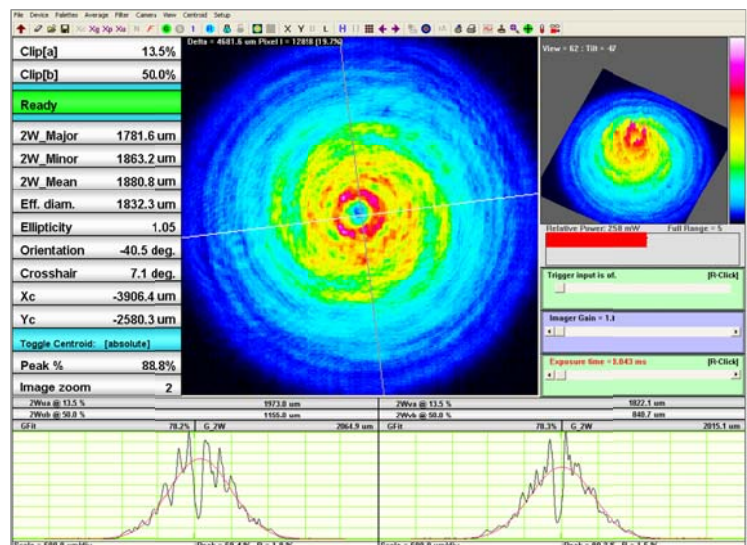 File Device Palettes Average Filter Camera View Centroid Setup
Clip[a] 13.5%
Clip[b] 50.0%
Ready
2W_Major 1781.6 um
2W_Minor 1863.2 um
2W_Mean 1880.8 um
Eff. diam. 1832.3 um
Ellipticity 1.05
Orientation -40.5 deg.
Crosshair 7.1 deg.
Xc -3906.4 um
Yc -2580.3 um
Toggle Centroid: [absolute]
Peak % 88.8%
Image zoom 2
Delta = 4681.6 um Pixel I = 12818 (19.7%)
View = 62 : Tilt = 47
Relative Power: 258 mW Full Range = 5
Trigger input is of. [R-Click]
Imager Gain = 1.
Exposure time = 1.043 ms [R-Click]
2Wua @ 13.5 % 1973.0 um
2Wub @ 50.0 % 1155.0 um
GFit 78.2% G_2W 2064.9 um
2Wva @ 13.5 % 1822.1 um
2Wvb @ 50.0 % 840.7 um
GFit 78.3% G_2W 2015.1 um